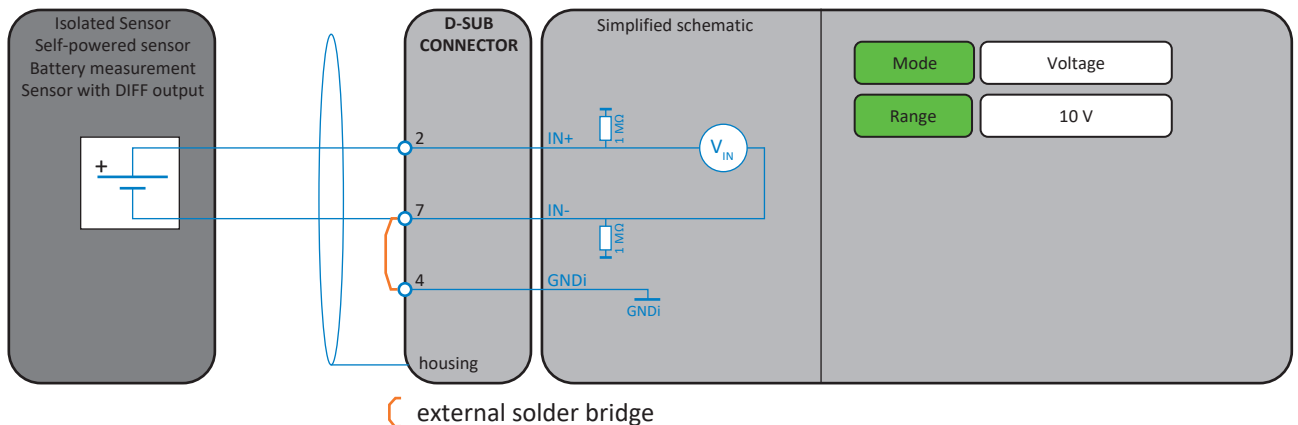 Isolated Sensor
Self-powered sensor
Battery measurement
Sensor with DIFF output
+
D-SUB
CONNECTOR
2
7
4
housing
Simplified schematic
IN+
1 MΩ
VIN
IN-
1 MΩ
GNDi
GNDi
Mode
Voltage
Range
10 V
external solder bridge